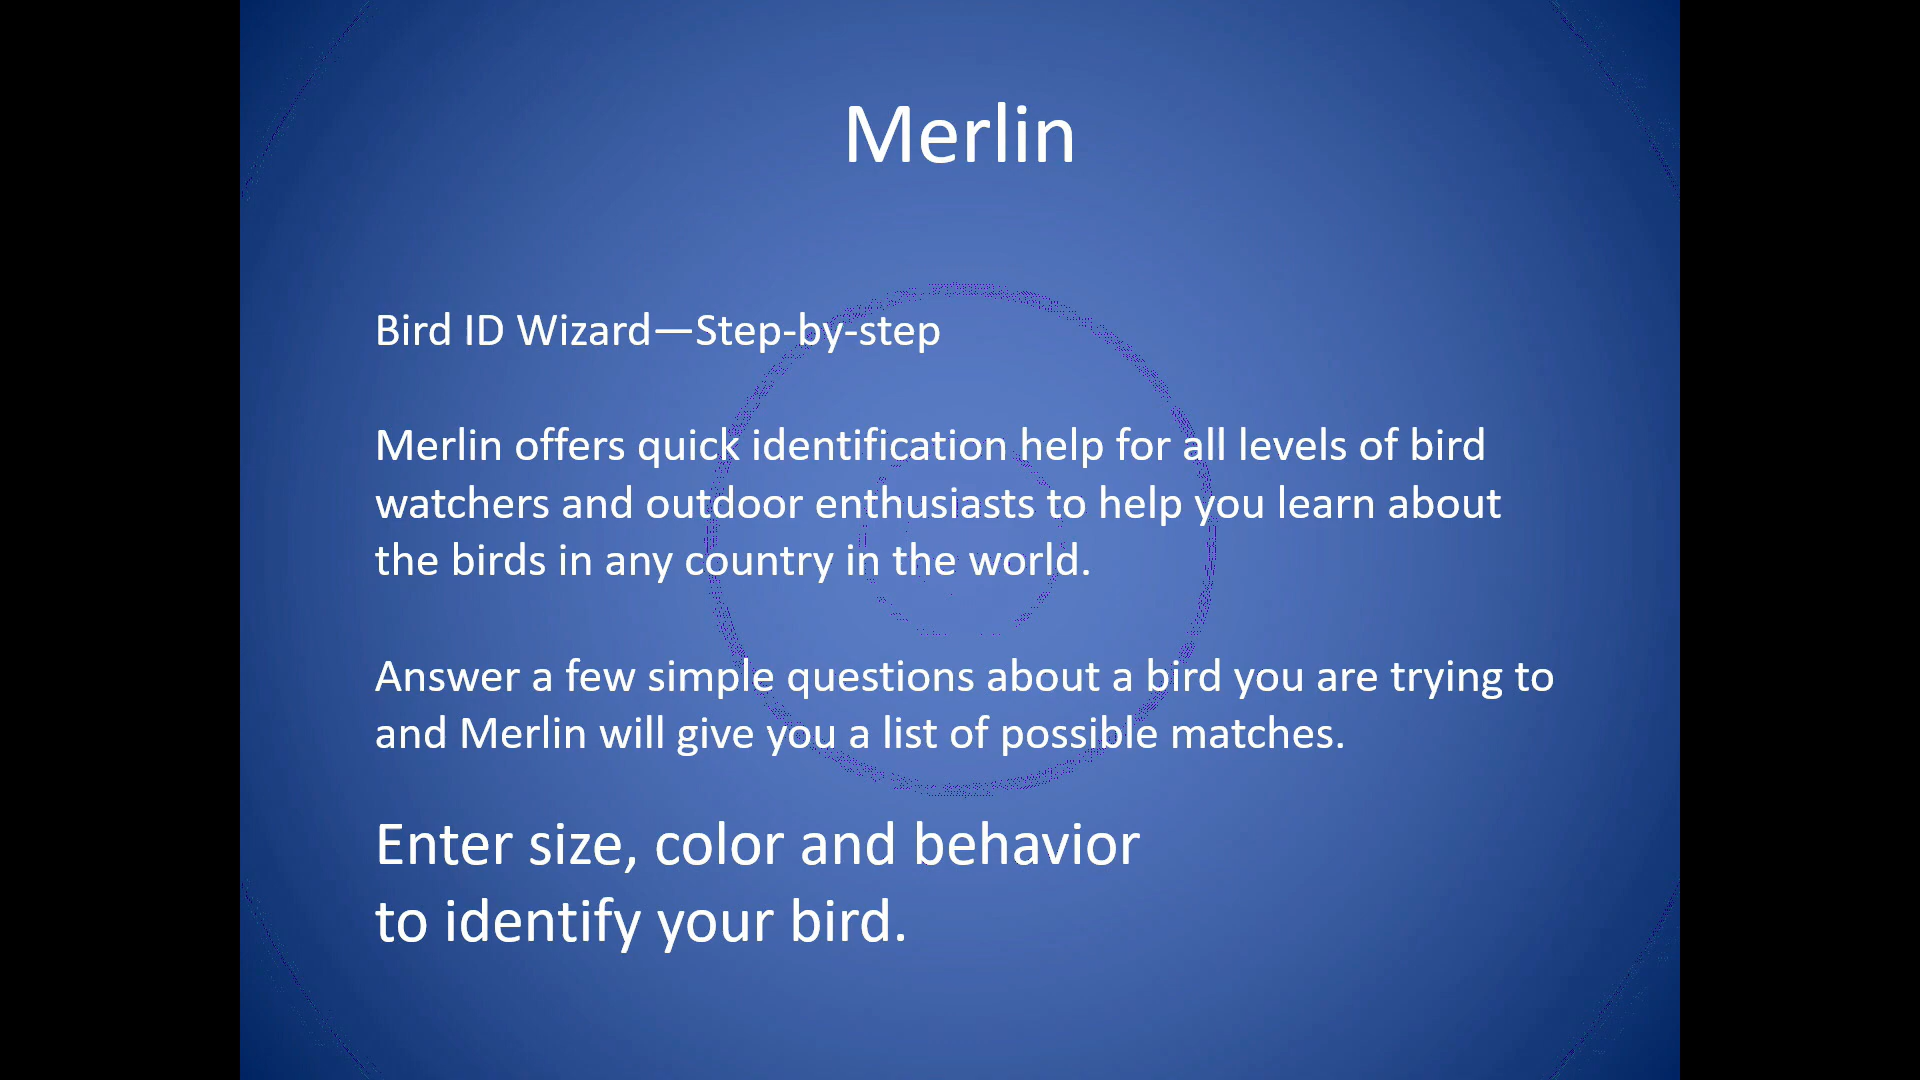 Merlin
Bird ID Wizard—Step-by-step
Merlin offers quick identification help for all levels of bird
watchers and outdoor enthusiasts to help you learn about
the birds in any country in the world.
Answer a few simple questions about a bird you are trying to
and Merlin will give you a list of possible matches.
Enter size, color and behavior
to identify your bird.